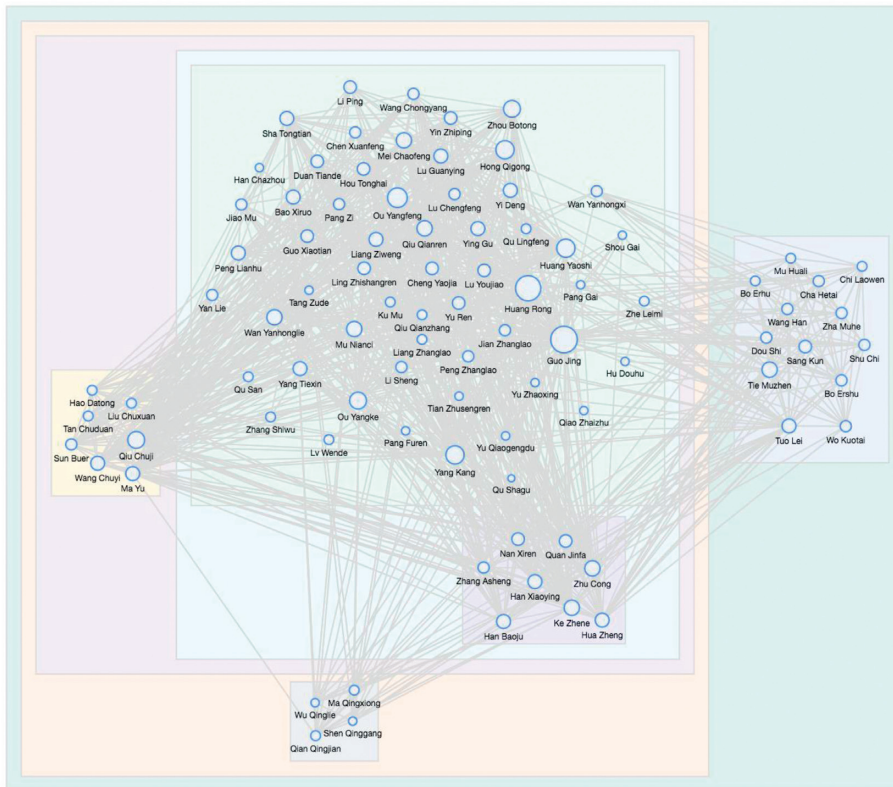 Li Ping
Wang Chongyang
Sha Tongtian
Yin Zhiping
Zhou Botong
Chen Xuanfeng
Mei Chaofeng
Lu Guanying
Hong Qigong
Han Chazhou
Duan Tiande
Hou Tonghai
Jiao Mu
Bao Xiruo
Pang Zi
Ou Yangfeng
Lu Chengfeng
Yi Deng
Wan Yanhongxi
Guo Xiaotian
Liang Ziweng
Qiu Qianren
Ying Gu
Qu Lingfeng
Shou Gai
Peng Lianhu
Huang Yaoshi
Ling Zhishangren
Cheng Yaojia
Lu Youjiao
Yan Lie
Tang Zude
Ku Mu
Yu Ren
Huang Rong
Pang Gai
Zhe Leimi
Wan Yanhonglie
Qiu Qianzhang
Mu Nianci
Liang Zhanglao
Jian Zhanglao
Guo Jing
Peng Zhanglao
Hu Douhu
Qu San
Yang Tiexin
Li Sheng
Yu Zhaoxing
Zhang Shiwu
Ou Yangke
Tian Zhusengren
Qiao Zhaizhu
Lv Wende
Pang Furen
Yu Qiaogengdu
Yang Kang
Qu Shagu
Mu Huali
Chi Laowen
Bo Erhu
Cha Hetai
Wang Han
Zha Muhe
Dou Shi
Sang Kun
Shu Chi
Tie Muzhen
Bo Ershu
Tuo Lei
Wo Kuotai
Hao Datong
Liu Chuxuan
Tan Chuduan
Sun Buer
Qiu Chuji
Wang Chuyi
Ma Yu
Nan Xiren
Quan Jinfa
Zhang Asheng
Zhu Cong
Han Xiaoying
Han Baoju
Ke Zhene
Hua Zheng
Ma Qingxiong
Wu Qinglie
Shen Qinggang
Qian Qingjian